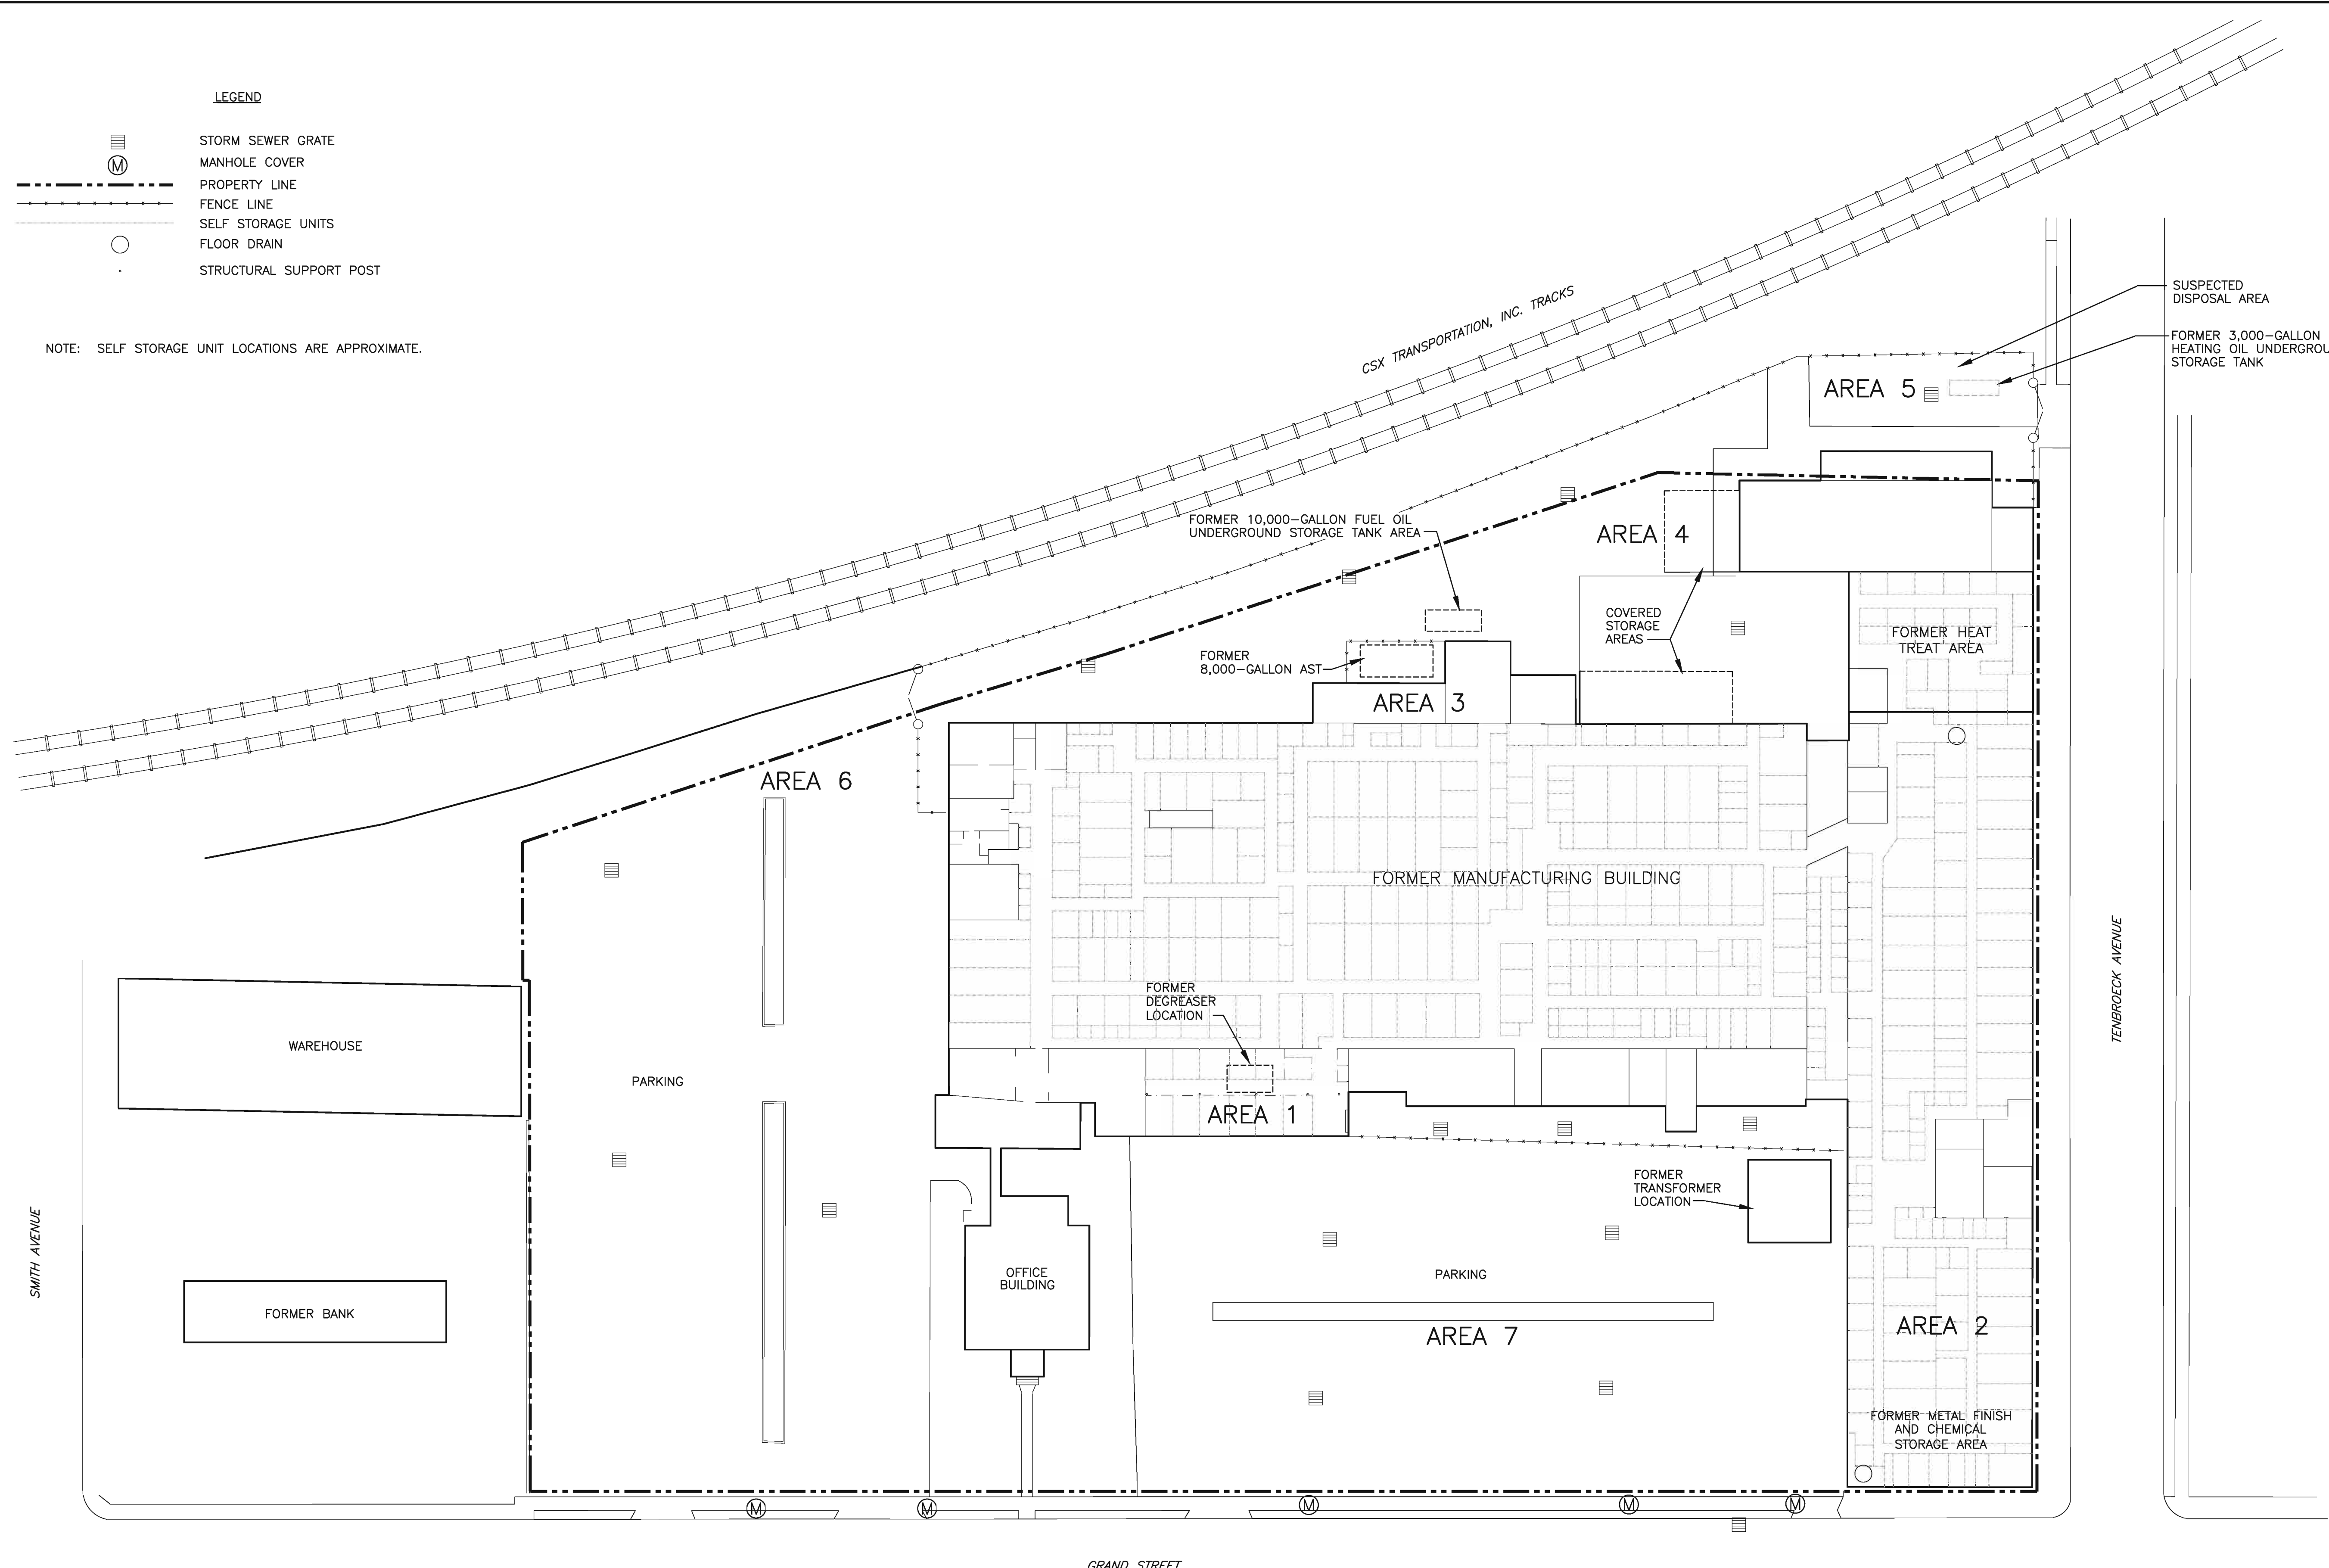 LEGEND
STORM SEWER GRATE
M MANHOLE COVER
PROPERTY LINE
FENCE LINE
SELF STORAGE UNITS
FLOOR DRAIN
STRUCTURAL SUPPORT POST
NOTE: SELF STORAGE UNIT LOCATIONS ARE APPROXIMATE.
CSX TRANSPORTATION, INC. TRACKS
SUSPECTED
DISPOSAL AREA
FORMER 3,000-GALLON
HEATING OIL UNDERGROU
STORAGE TANK
AREA 5
FORMER 10,000-GALLON FUEL OIL
UNDERGROUND STORAGE TANK AREA
AREA 4
COVERED
STORAGE
AREAS
FORMER HEAT
TREAT AREA
FORMER
8,000-GALLON AST
AREA 3
AREA 6
FORMER MANUFACTURING BUILDING
FORMER
DEGREASER
LOCATION
TENBROECK AVENUE
WAREHOUSE
PARKING
AREA 1
FORMER
TRANSFORMER
LOCATION
SMITH AVENUE
OFFICE
BUILDING
PARKING
FORMER BANK
AREA 7
AREA 2
FORMER METAL FINISH
AND CHEMICAL
STORAGE AREA
M
M
M
M
M
GRAND STREET